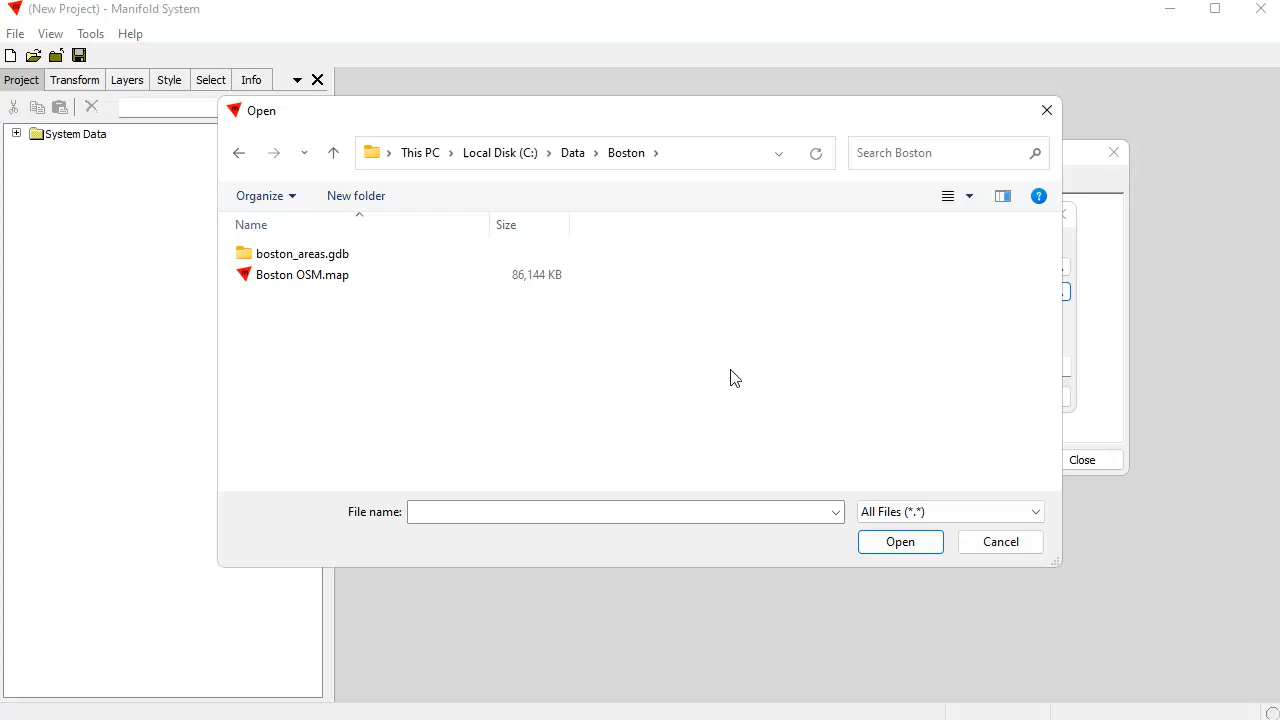 (New Project) - Manifold System
File View Tools Help
Project Transform Layers Style Select Info
System Data
Open
This PC Local Disk (C:) Data Boston
Search Boston
Organize New folder
Name Size
boston_areas.gdb
Boston OSM.map 86,144 KB
File name: All Files (*.*)
Open Cancel
Close